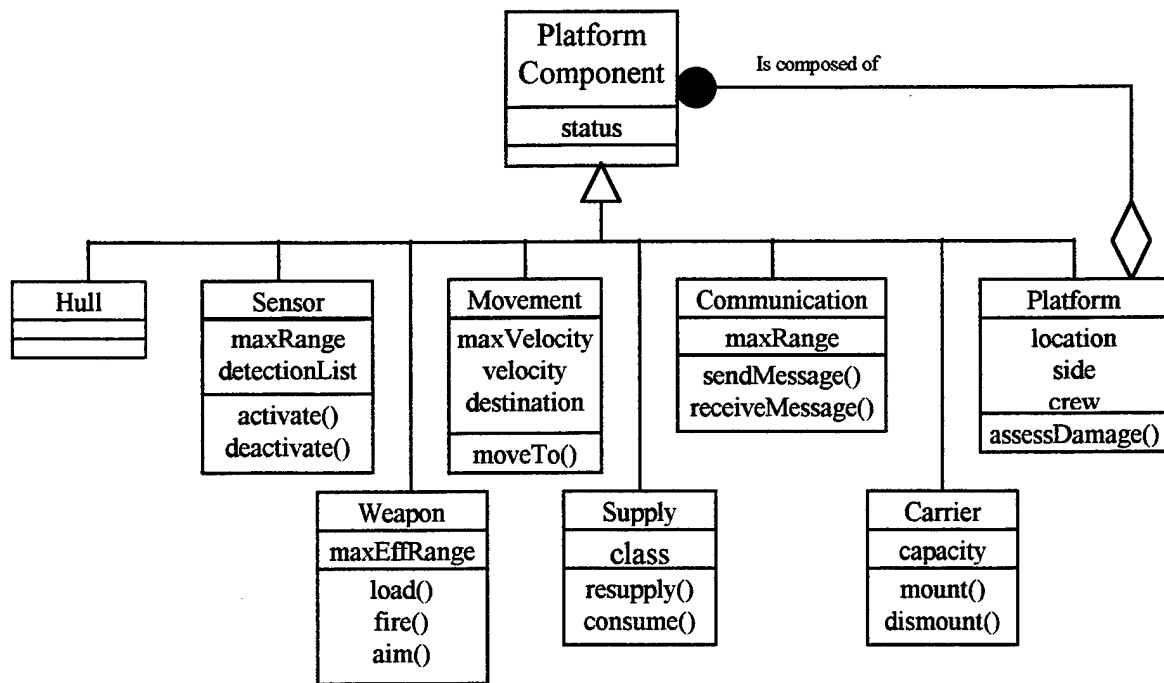 Platform
Component
status
Is composed of
Hull
Sensor
maxRange
detectionList
activate()
deactivate()
Movement
maxVelocity
velocity
destination
moveTo()
Communication
maxRange
sendMessage()
receiveMessage()
Platform
location
side
crew
assessDamage()
Weapon
maxEffRange
load()
fire()
aim()
Supply
class
resupply()
consume()
Carrier
capacity
mount()
dismount()